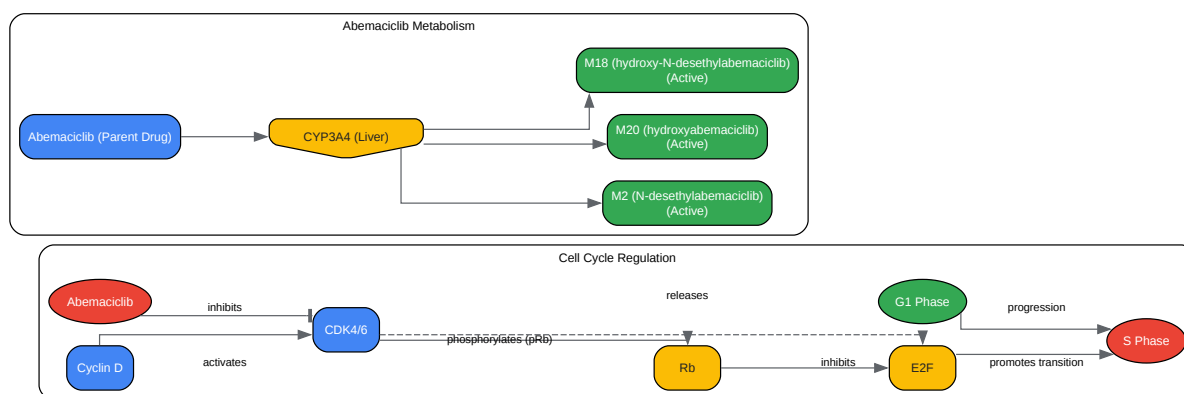 Abemaciclib Metabolism
M18 (hydroxy-N-desethylabemaciclib)
(Active)
Abemaciclib (Parent Drug)
CYP3A4 (Liver)
M20 (hydroxyabemaciclib)
(Active)
M2 (N-desethylabemaciclib)
(Active)
Cell Cycle Regulation
Abemaciclib
inhibits
releases
G1 Phase
progression
CDK4/6
phosphorylates (pRb)
S Phase
Cyclin D
activates
Rb
inhibits
E2F
promotes transition